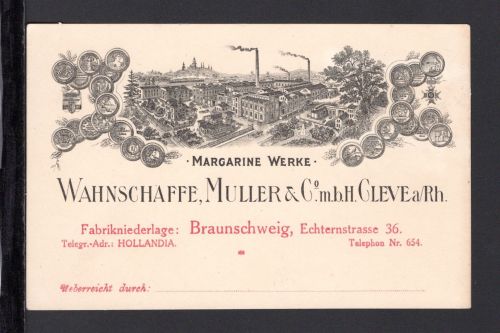 · MARGARINE WERKE ·
WAHNSCHAFFE, MULLER & Co. m.b.H. CLEVE a/Rh.
Fabrikniederlage: Braunschweig, Echternstrasse 36.
Telegr.-Adr.: HOLLANDIA. Telephon Nr. 654.
Ueberreicht durch: